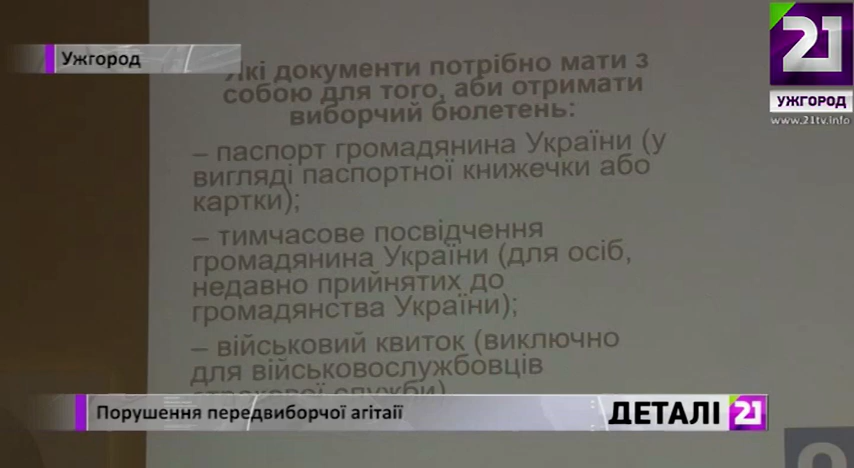 Ужгород
21
УЖГОРОД
www.21tv.info
Які документи потрібно мати з
собою для того, аби отримати
виборчий бюлетень:
– паспорт громадянина України (у
вигляді паспортної книжечки або
картки);
– тимчасове посвідчення
громадянина України (для осіб,
недавно прийнятих до
громадянства України);
– військовий квиток (виключно
для військовослужбовців
строкової служби)
Порушення передвиборчої агітаії
ДЕТАЛІ 21